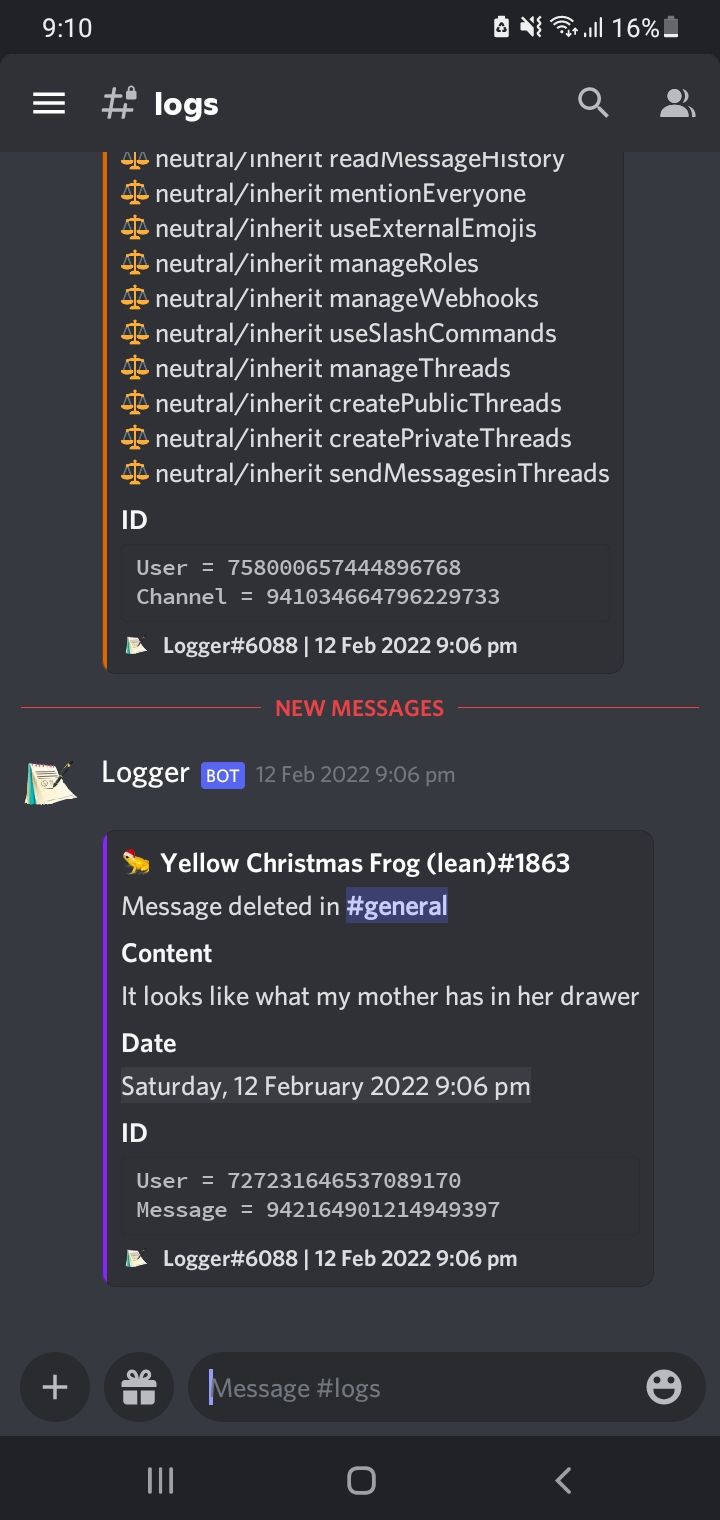 9:10
16%
logs
neutral/inherit readMessageHistory
neutral/inherit mentionEveryone
neutral/inherit useExternalEmojis
neutral/inherit manageRoles
neutral/inherit manageWebhooks
neutral/inherit useSlashCommands
neutral/inherit manageThreads
neutral/inherit createPublicThreads
neutral/inherit createPrivateThreads
neutral/inherit sendMessagesinThreads
ID
User = 758000657444896768
Channel = 941034664796229733
Logger#6088 | 12 Feb 2022 9:06 pm
NEW MESSAGES
Logger BOT 12 Feb 2022 9:06 pm
Yellow Christmas Frog (lean)#1863
Message deleted in #general
Content
It looks like what my mother has in her drawer
Date
Saturday, 12 February 2022 9:06 pm
ID
User = 727231646537089170
Message = 942164901214949397
Logger#6088 | 12 Feb 2022 9:06 pm
Message #logs